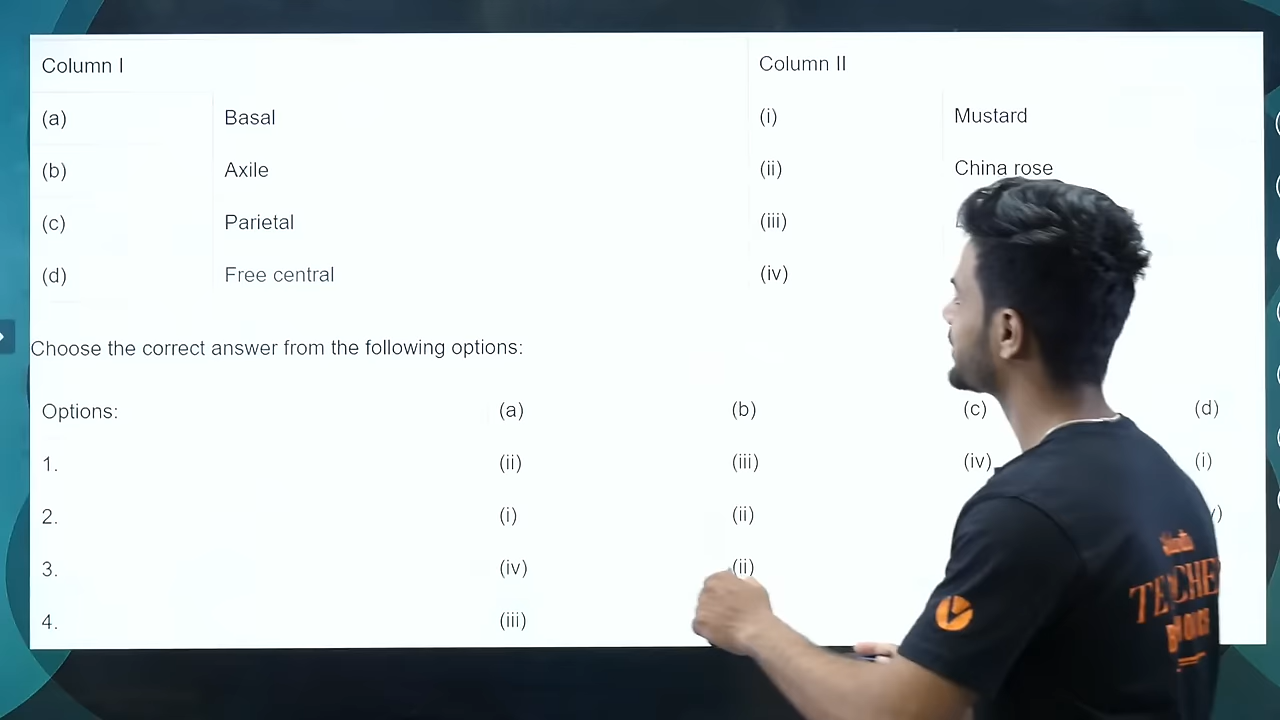 Column I Column II
(a) Basal (i) Mustard
(b) Axile (ii) China rose
(c) Parietal (iii)
(d) Free central (iv)
Choose the correct answer from the following options:
Options: (a) (b) (c) (d)
1. (ii) (iii) (iv) (i)
2. (i) (ii)
3. (iv) (ii)
4. (iii)